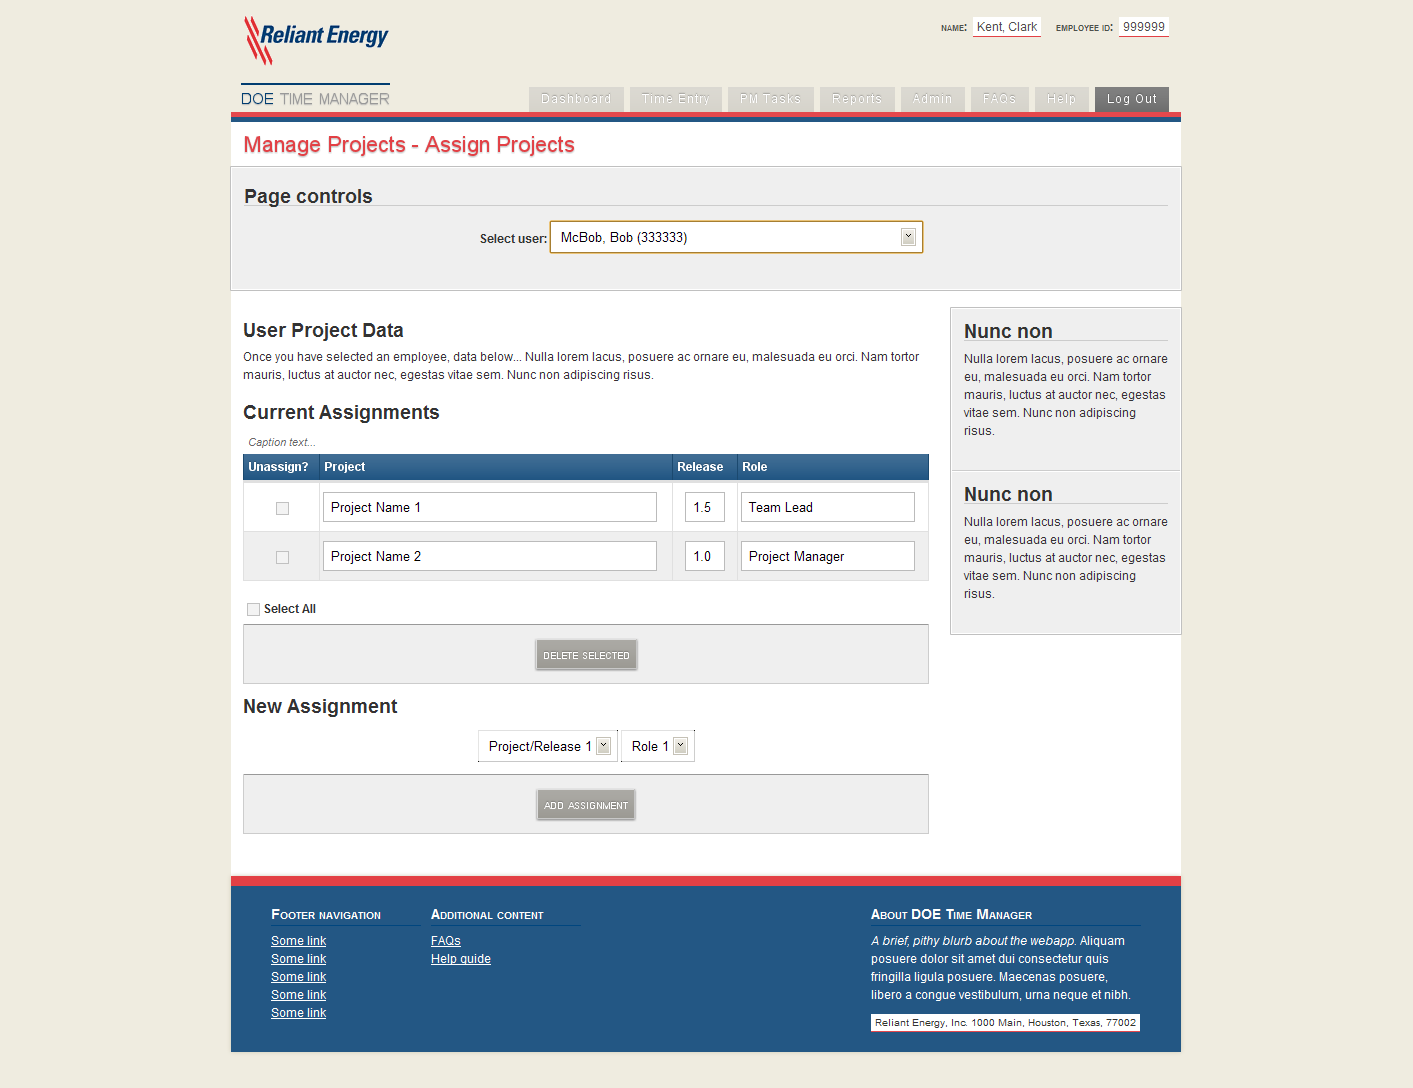 Reliant Energy
NAME: Kent, Clark EMPLOYEE ID: 999999
DOE TIME MANAGER
Dashboard Time Entry PM Tasks Reports Admin FAQs Help Log Out
Manage Projects - Assign Projects
Page controls
Select user: McBob, Bob (333333)
User Project Data
Once you have selected an employee, data below... Nulla lorem lacus, posuere ac ornare eu, malesuada eu orci. Nam tortor
mauris, luctus at auctor nec, egestas vitae sem. Nunc non adipiscing risus.
Current Assignments
Caption text...
Unassign? Project Release Role
Project Name 1 1.5 Team Lead
Project Name 2 1.0 Project Manager
Select All
DELETE SELECTED
New Assignment
Project/Release 1 Role 1
ADD ASSIGNMENT
Nunc non
Nulla lorem lacus, posuere ac ornare
eu, malesuada eu orci. Nam tortor
mauris, luctus at auctor nec, egestas
vitae sem. Nunc non adipiscing
risus.
Nunc non
Nulla lorem lacus, posuere ac ornare
eu, malesuada eu orci. Nam tortor
mauris, luctus at auctor nec, egestas
vitae sem. Nunc non adipiscing
risus.
Footer navigation
Some link
Some link
Some link
Some link
Some link
Additional content
FAQs
Help guide
About DOE Time Manager
A brief, pithy blurb about the webapp. Aliquam
posuere dolor sit amet dui consectetur quis
fringilla ligula posuere. Maecenas posuere,
libero a congue vestibulum, urna neque et nibh.
Reliant Energy, Inc. 1000 Main, Houston, Texas, 77002